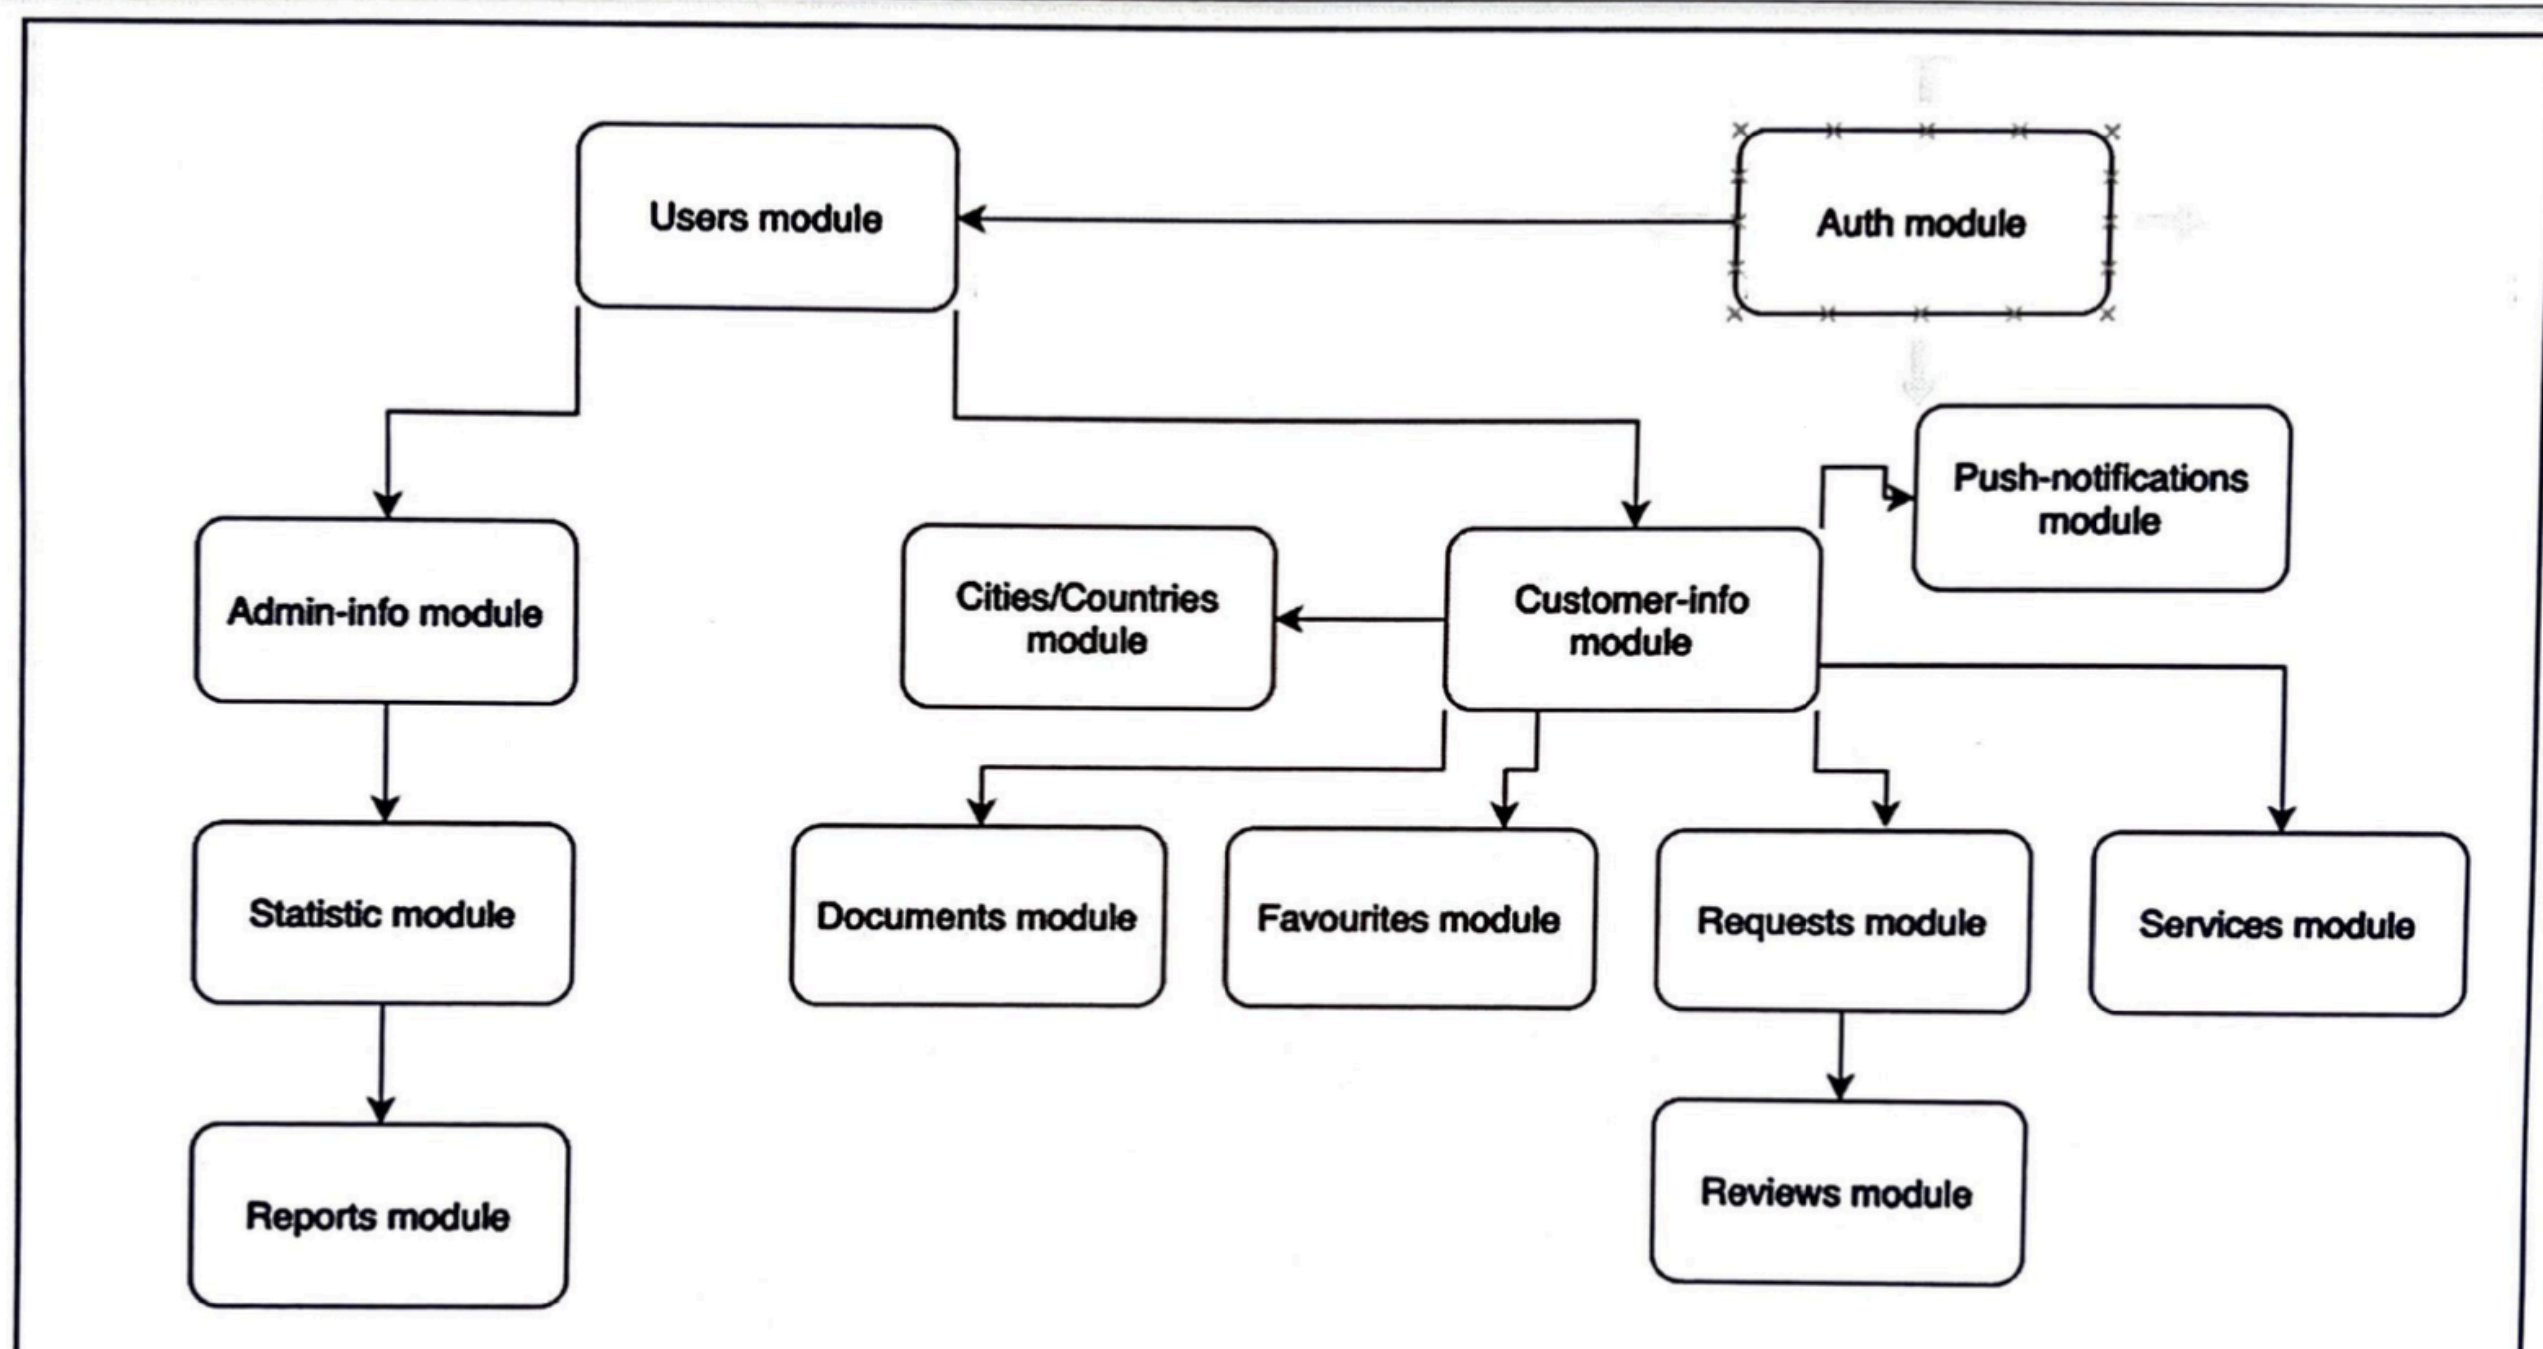 Users module
Auth module
Push-notifications
module
Admin-info module
Cities/Countries
module
Customer-info
module
Statistic module
Documents module
Favourites module
Requests module
Services module
Reports module
Reviews module